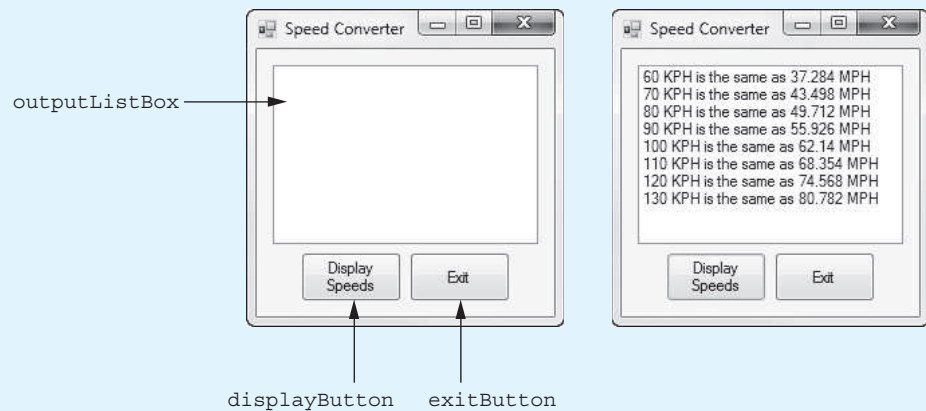 Speed Converter
outputListBox
Display
Speeds
Exit
displayButton
exitButton
Speed Converter
60 KPH is the same as 37.284 MPH
70 KPH is the same as 43.498 MPH
80 KPH is the same as 49.712 MPH
90 KPH is the same as 55.926 MPH
100 KPH is the same as 62.14 MPH
110 KPH is the same as 68.354 MPH
120 KPH is the same as 74.568 MPH
130 KPH is the same as 80.782 MPH
Display
Speeds
Exit